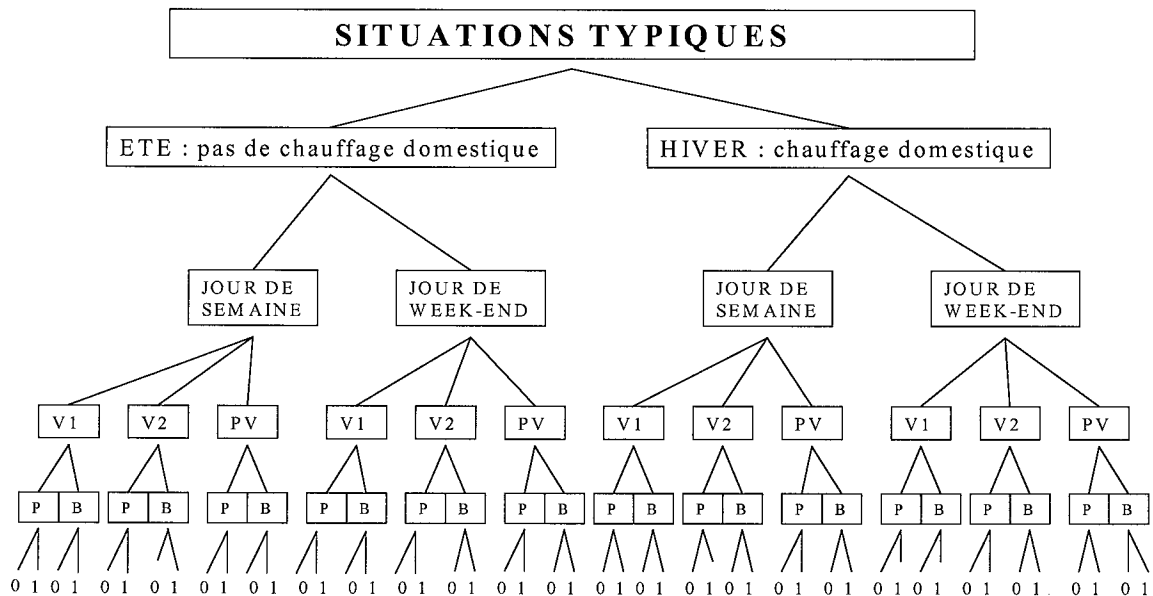 SITUATIONS TYPIQUES
ETE : pas de chauffage domestique HIVER : chauffage domestique
JOUR DE JOUR DE JOUR DE JOUR DE
SEMAINE WEEK-END SEMAINE WEEK-END
V1 V2 PV V1 V2 PV V1 V2 PV V1 V2 PV
P B P B P B P B P B P B P B P B P B P B P B P B
0 1 0 1 0 1 0 1 0 1 0 1 0 1 0 1 0 1 0 1 0 1 0 1 0 1 0 1 0 1 0 1 0 1 0 1 0 1 0 1 0 1 0 1 0 1 0 1